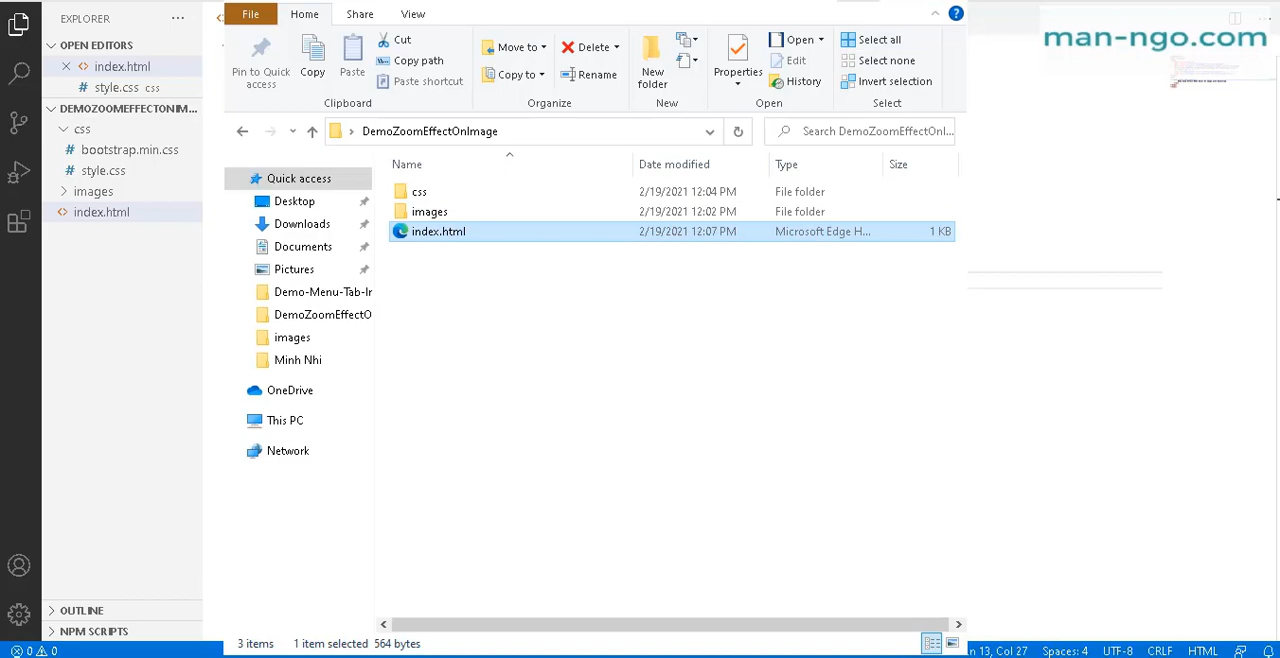 EXPLORER
OPEN EDITORS
index.html
style.css css
DEMOZOOMEFFECTONIM...
css
bootstrap.min.css
style.css
images
index.html
OUTLINE
NPM SCRIPTS
0 0
File Home Share View
Pin to Quick access
Copy
Paste
Cut
Copy path
Paste shortcut
Clipboard
Move to
Copy to
Delete
Rename
Organize
New folder
New
Properties
Open
Edit
History
Open
Select all
Select none
Invert selection
Select
DemoZoomEffectOnImage
Search DemoZoomEffectOnI...
Name Date modified Type Size
css 2/19/2021 12:04 PM File folder
images 2/19/2021 12:02 PM File folder
index.html 2/19/2021 12:07 PM Microsoft Edge H... 1 KB
Quick access
Desktop
Downloads
Documents
Pictures
Demo-Menu-Tab-Ir
DemoZoomEffectO
images
Minh Nhi
OneDrive
This PC
Network
3 items 1 item selected 564 bytes
man-ngo.com
n 13, Col 27 Spaces: 4 UTF-8 CRLF HTML